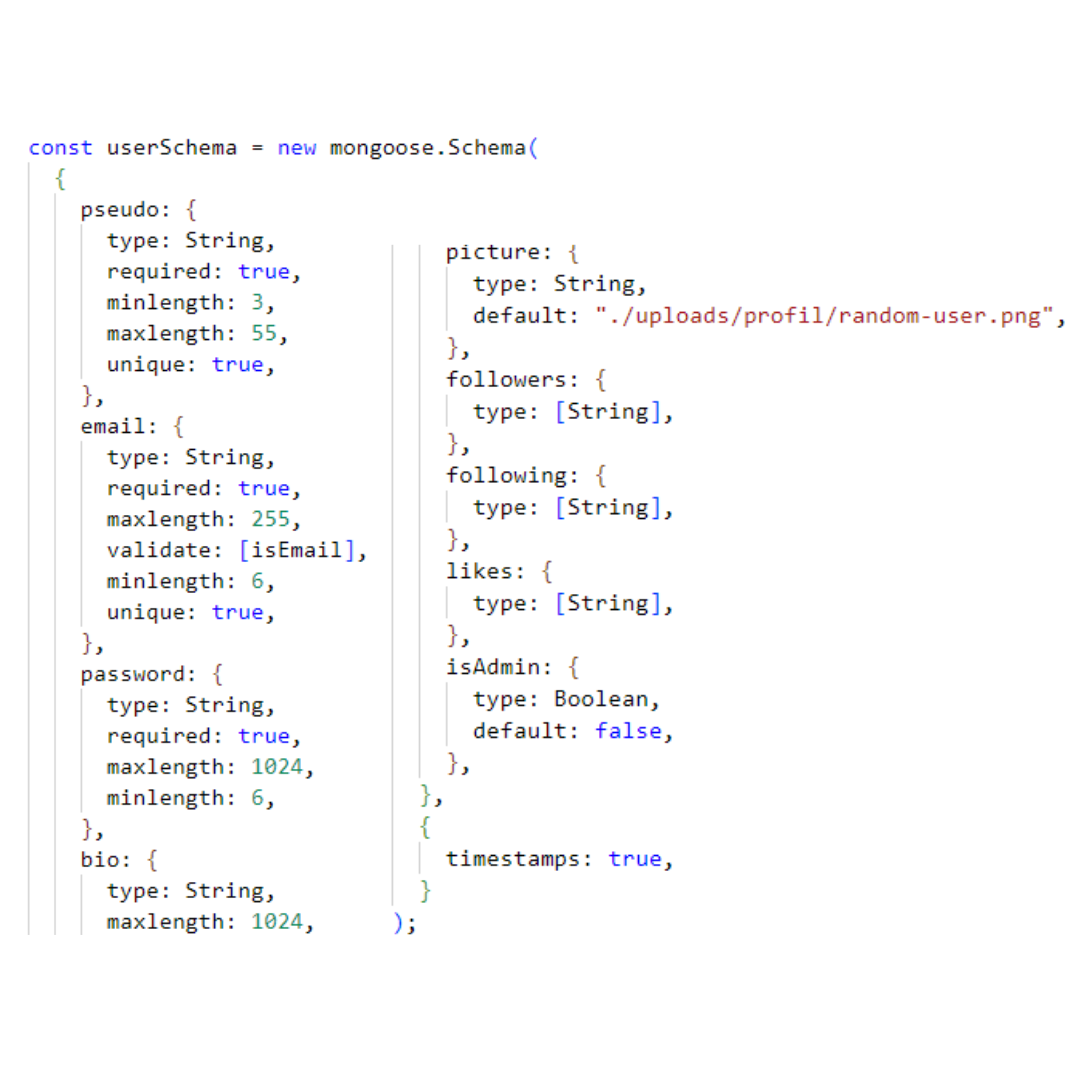 const userSchema = new mongoose.Schema(
{
pseudo: {
type: String,
required: true,
minlength: 3,
maxlength: 55,
unique: true,
},
email: {
type: String,
required: true,
maxlength: 255,
validate: [isEmail],
minlength: 6,
unique: true,
},
password: {
type: String,
required: true,
maxlength: 1024,
minlength: 6,
},
bio: {
type: String,
maxlength: 1024,
picture: {
type: String,
default: "./uploads/profil/random-user.png",
},
followers: {
type: [String],
},
following: {
type: [String],
},
likes: {
type: [String],
},
isAdmin: {
type: Boolean,
default: false,
},
},
{
timestamps: true,
}
);